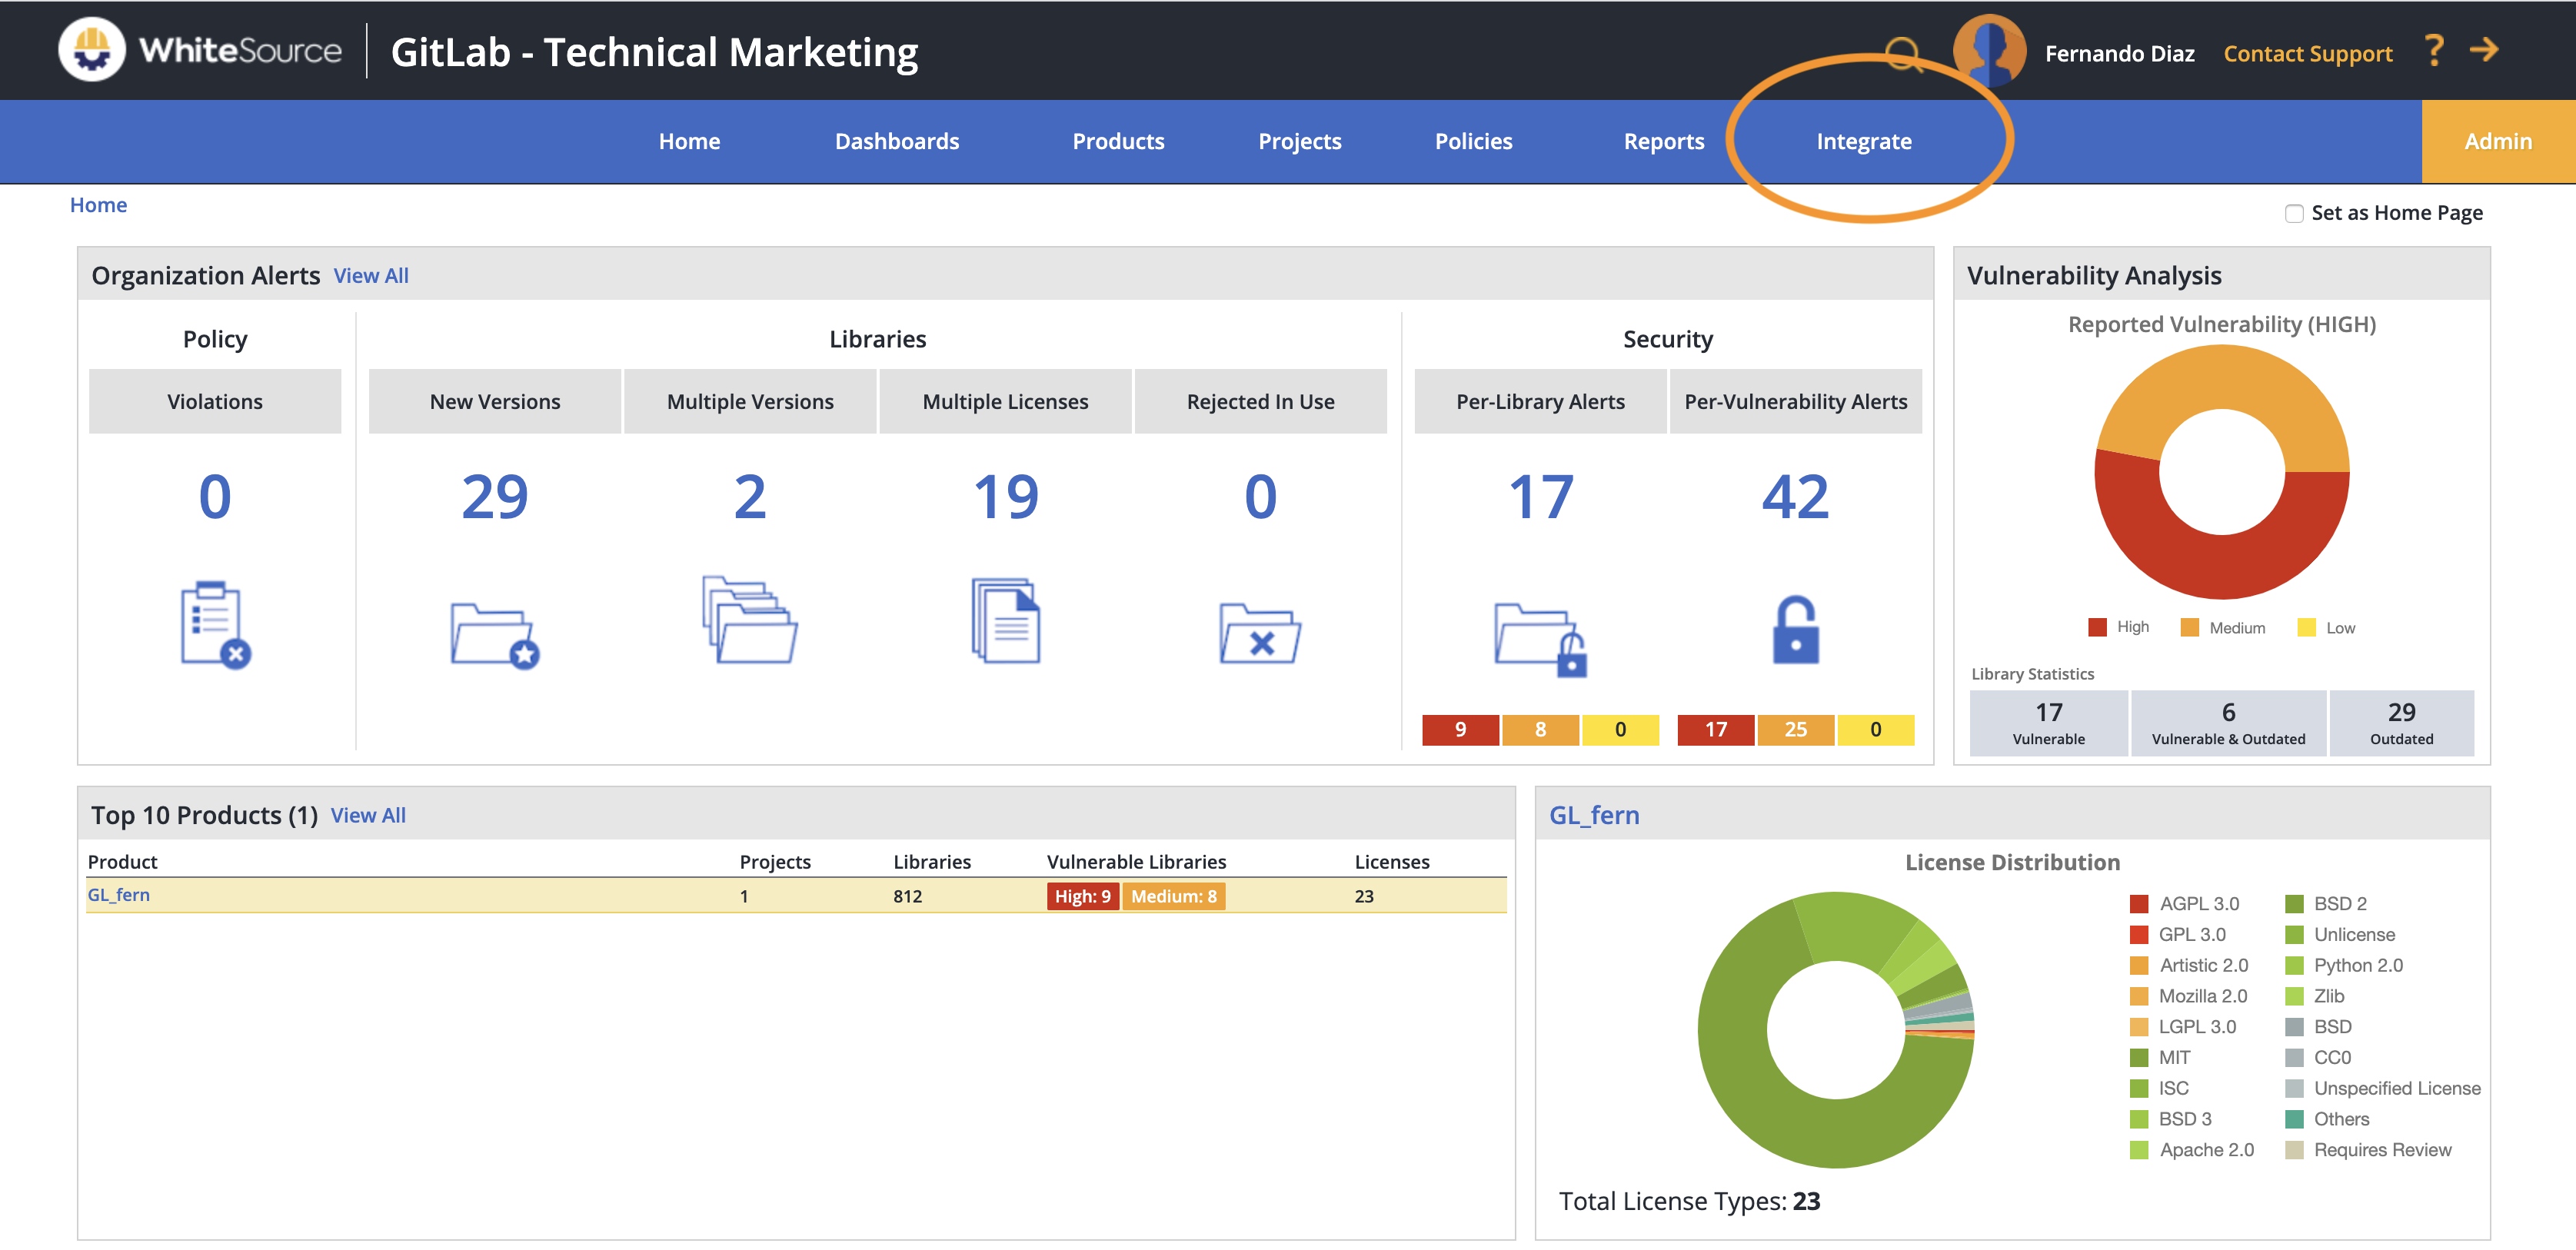 WhiteSource
GitLab - Technical Marketing
Fernando Diaz
Contact Support
?
Home
Dashboards
Products
Projects
Policies
Reports
Integrate
Admin
Home
Set as Home Page
Organization Alerts View All
Policy
Libraries
Security
Violations
New Versions
Multiple Versions
Multiple Licenses
Rejected In Use
Per-Library Alerts
Per-Vulnerability Alerts
0
29
2
19
0
17
42
9 8 0
17 25 0
Vulnerability Analysis
Reported Vulnerability (HIGH)
High Medium Low
Library Statistics
17
Vulnerable
6
Vulnerable & Outdated
29
Outdated
Top 10 Products (1) View All
Product Projects Libraries Vulnerable Libraries Licenses
GL_fern 1 812 High: 9 Medium: 8 23
GL_fern
License Distribution
AGPL 3.0
GPL 3.0
Artistic 2.0
Mozilla 2.0
LGPL 3.0
MIT
ISC
BSD 3
Apache 2.0
BSD 2
Unlicense
Python 2.0
Zlib
BSD
CC0
Unspecified License
Others
Requires Review
Total License Types: 23